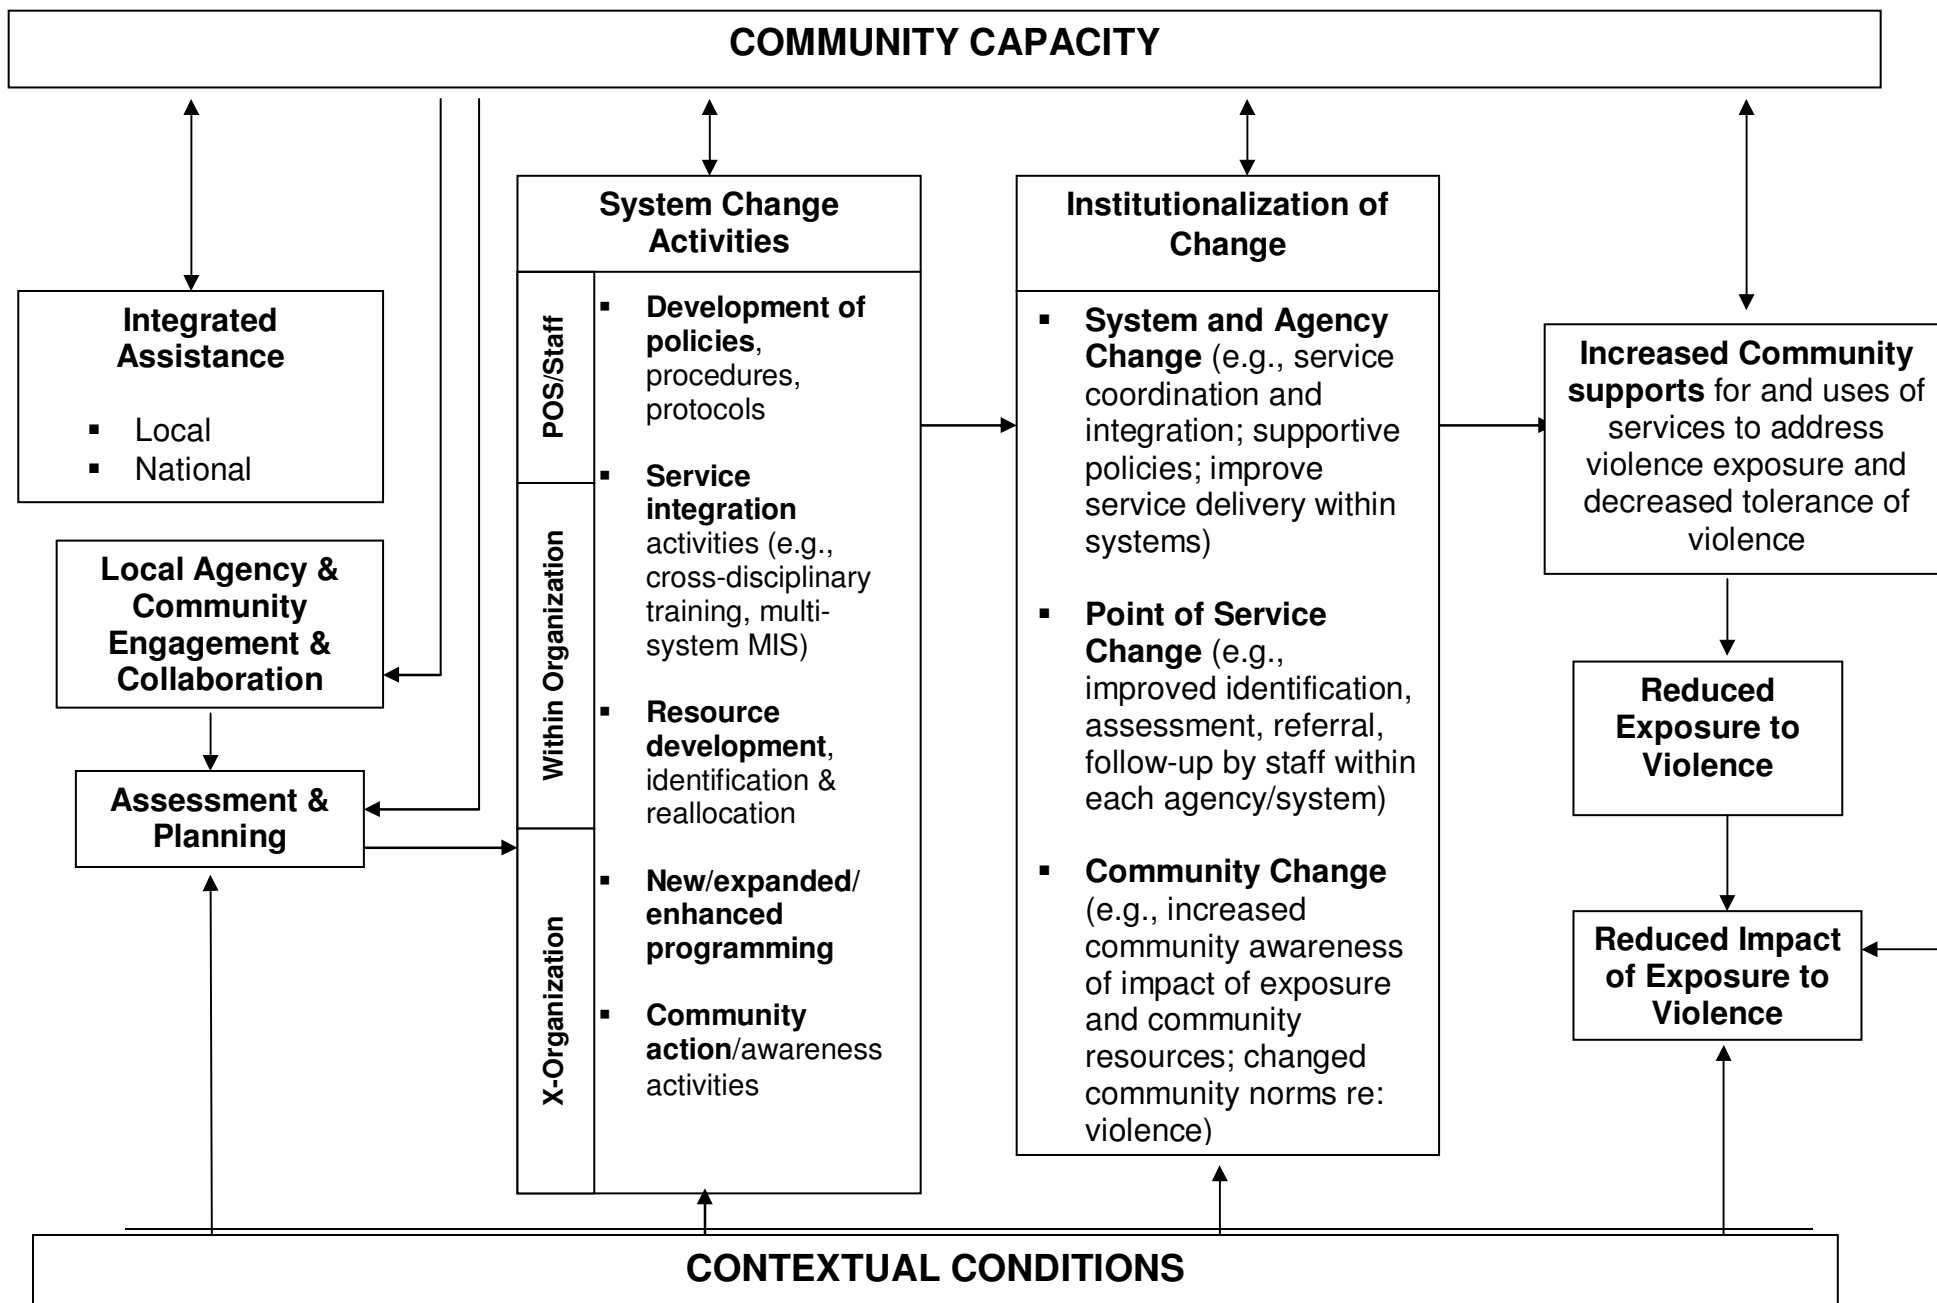 COMMUNITY CAPACITY
Integrated
Assistance
▪ Local
▪ National
Local Agency &
Community
Engagement &
Collaboration
Assessment &
Planning
System Change
Activities
POS/Staff
Within Organization
X-Organization
▪ Development of
policies,
procedures,
protocols
▪ Service
integration
activities (e.g.,
cross-disciplinary
training, multi-
system MIS)
▪ Resource
development,
identification &
reallocation
▪ New/expanded/
enhanced
programming
▪ Community
action/awareness
activities
Institutionalization of
Change
▪ System and Agency
Change (e.g., service
coordination and
integration; supportive
policies; improve
service delivery within
systems)
▪ Point of Service
Change (e.g.,
improved identification,
assessment, referral,
follow-up by staff within
each agency/system)
▪ Community Change
(e.g., increased
community awareness
of impact of exposure
and community
resources; changed
community norms re:
violence)
Increased Community
supports for and uses of
services to address
violence exposure and
decreased tolerance of
violence
Reduced
Exposure to
Violence
Reduced Impact
of Exposure to
Violence
CONTEXTUAL CONDITIONS